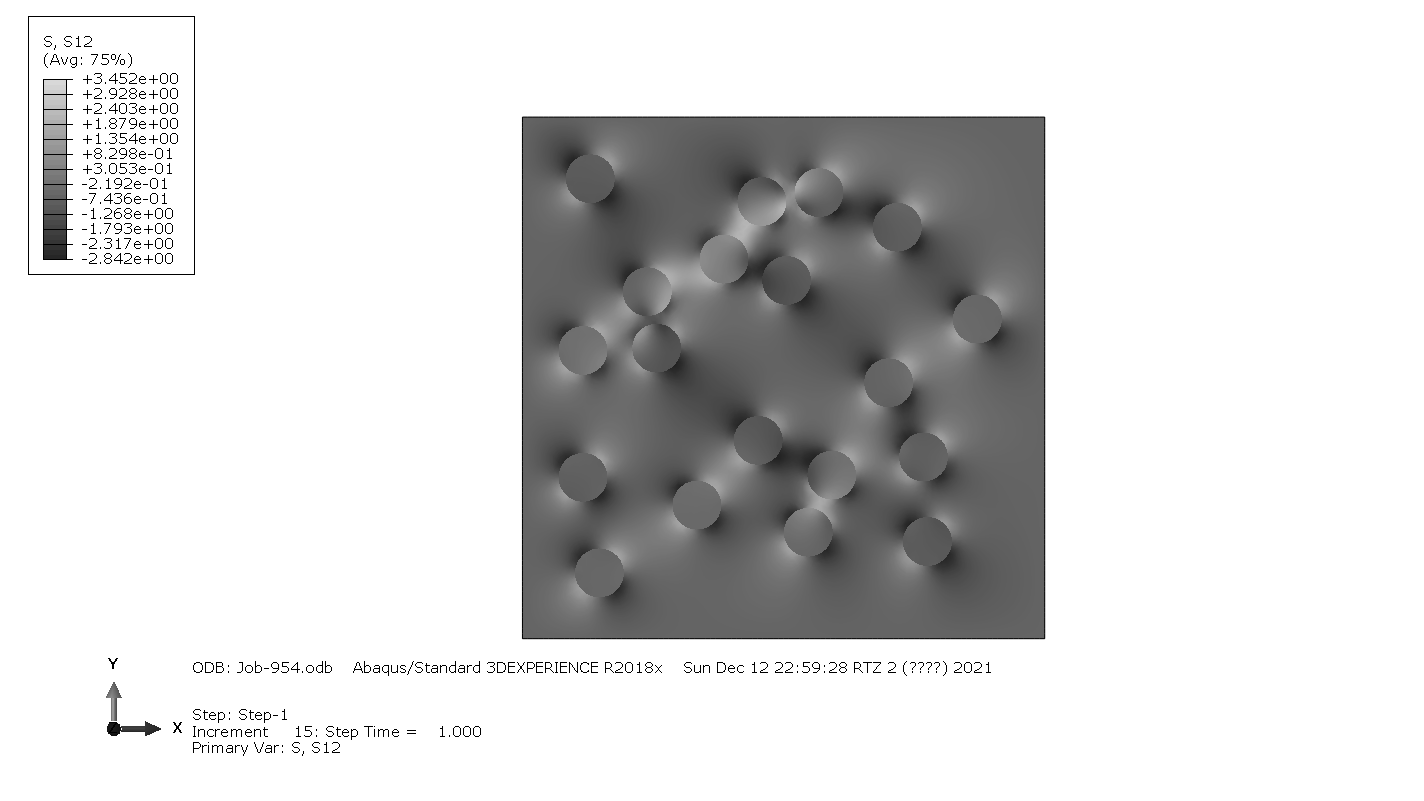 S, S12
(Avg: 75%)
+3.452e+00
+2.928e+00
+2.403e+00
+1.879e+00
+1.354e+00
+8.298e-01
+3.053e-01
-2.192e-01
-7.436e-01
-1.268e+00
-1.793e+00
-2.317e+00
-2.842e+00
Y
X
ODB: Job-954.odb Abaqus/Standard 3DEXPERIENCE R2018x Sun Dec 12 22:59:28 RTZ 2 (????) 2021
Step: Step-1
Increment 15: Step Time = 1.000
Primary Var: S, S12